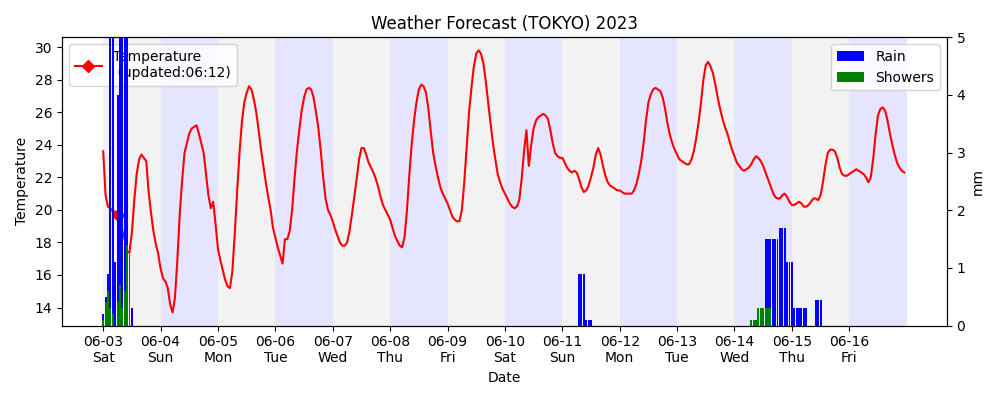 Weather Forecast (TOKYO) 2023
Temperature
(updated:06:12)
Rain
Showers
30
28
26
24
22
20
18
16
14
Temperature
5
4
3
2
1
0
mm
06-03 06-04 06-05 06-06 06-07 06-08 06-09 06-10 06-11 06-12 06-13 06-14 06-15 06-16
Sat Sun Mon Tue Wed Thu Fri Sat Sun Mon Tue Wed Thu Fri
Date